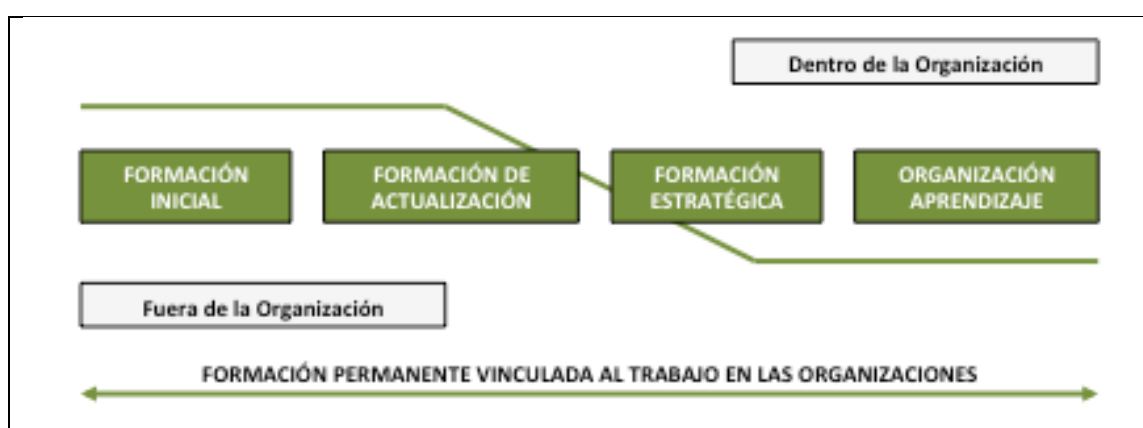 Dentro de la Organización
FORMACIÓN
INICIAL
FORMACIÓN DE
ACTUALIZACIÓN
FORMACIÓN
ESTRATÉGICA
ORGANIZACIÓN
APRENDIZAJE
Fuera de la Organización
FORMACIÓN PERMANENTE VINCULADA AL TRABAJO EN LAS ORGANIZACIONES